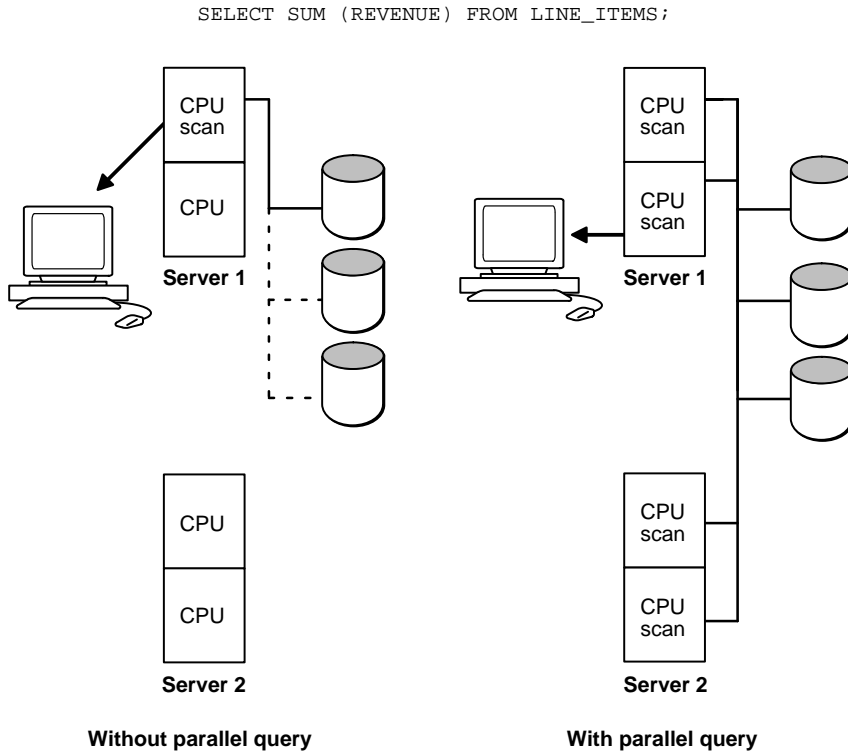 SELECT SUM (REVENUE) FROM LINE_ITEMS;
CPU
scan
CPU
Server 1
CPU
CPU
Server 2
Without parallel query
CPU
scan
CPU
scan
Server 1
CPU
scan
CPU
scan
Server 2
With parallel query